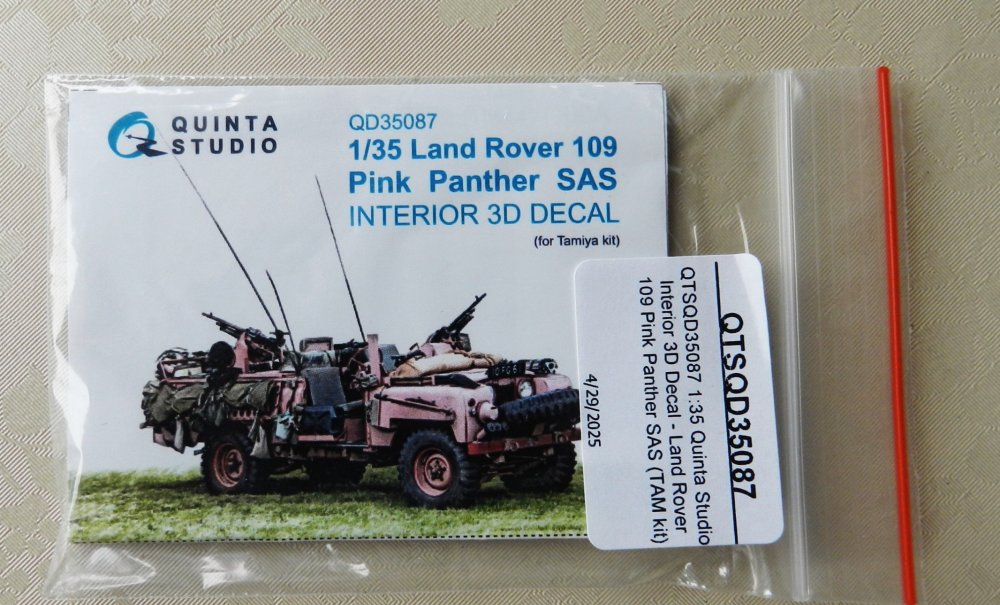 QUINTA
STUDIO
QD35087
1/35 Land Rover 109
Pink Panther SAS
INTERIOR 3D DECAL
(for Tamiya kit)
QTSQD35087
QTSQD35087 1:35 Quinta Studio
Interior 3D Decal - Land Rover
109 Pink Panther SAS (TAM kit)
4/29/2025